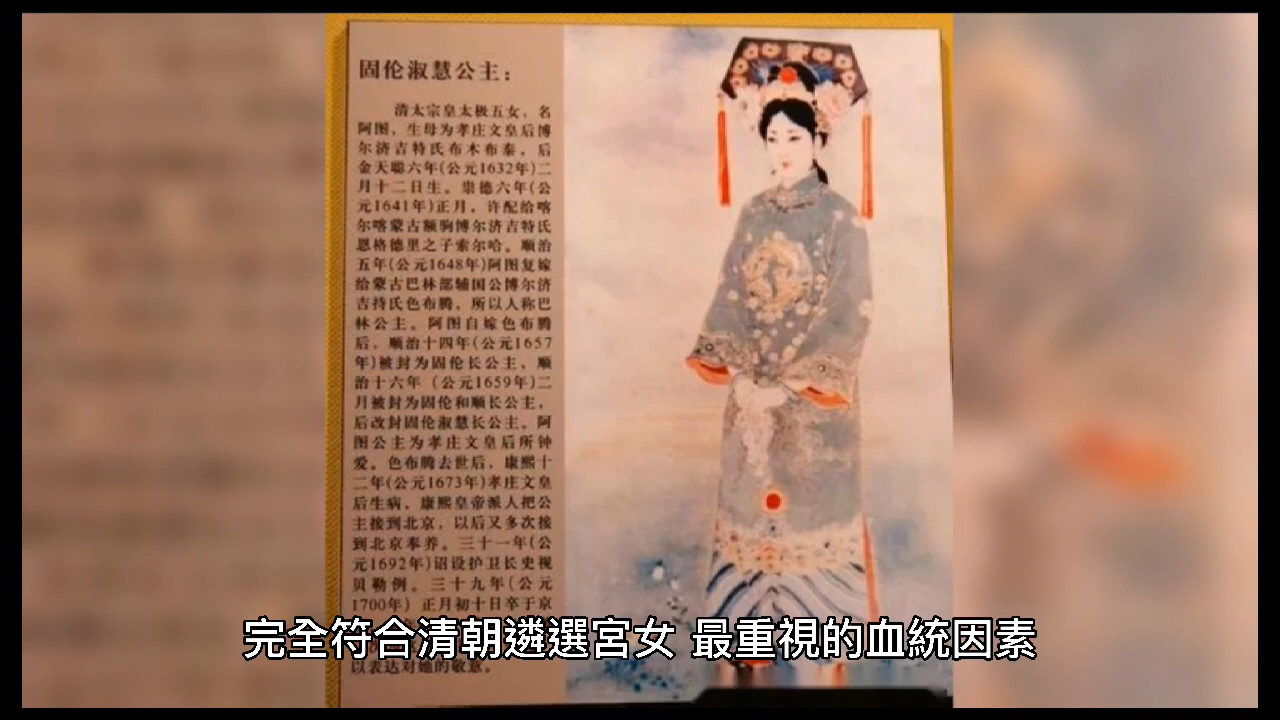 固伦淑慧公主：
清太宗皇太极五女，名
阿图，生母为孝庄文皇后博
尔济吉特氏布木布泰，后
金天聪六年(公元1632年)二
月十二日生。崇德六年(公
元1641年)正月，许配给喀
尔喀蒙古额驸博尔济吉特氏
恩格德里之子索尔哈。顺治
五年(公元1648年)阿图复嫁
给蒙古巴林部辅国公博尔济
吉特氏色布腾，所以人称巴
林公主。阿图自嫁色布腾
后，顺治十四年(公元1657
年)被封为固伦长公主，顺
治十六年（公元1659年)二
月被封为固伦和顺长公主，
后改封固伦淑慧长公主。阿
图公主为孝庄文皇后所钟
爱。色布腾去世后，康熙十
二年(公元1673年)孝庄文皇
后生病，康熙皇帝派人把公
主接到北京，以后又多次接
到北京奉养。三十一年(公
元1692年)诏设护卫长史视
贝勒例。三十九年(公元
1700年）正月初十日卒于京
完全符合清朝遴選宮女 最重視的血統因素
以表达对她的敬意。